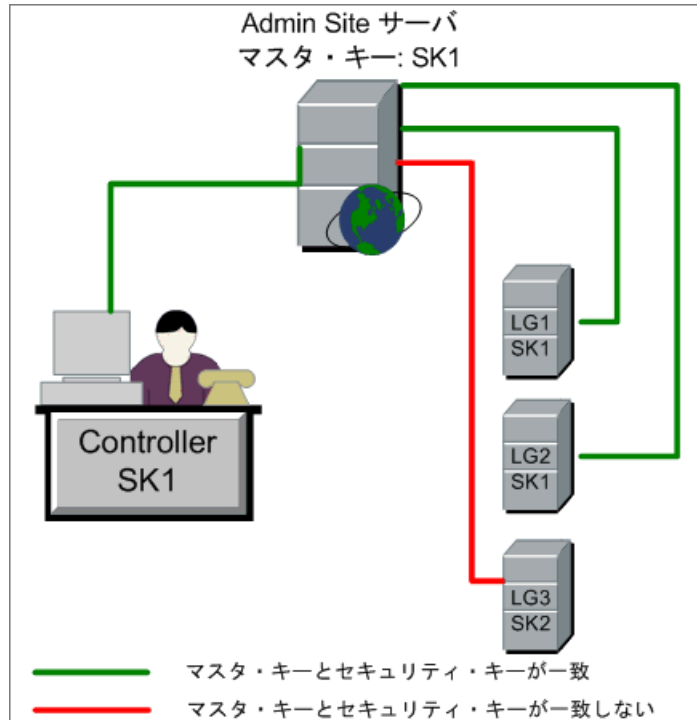 Admin Site サーバ
マスタ・キー: SK1
LG1
SK1
Controller
SK1
LG2
SK1
LG3
SK2
マスタ・キーとセキュリティ・キーが一致
マスタ・キーとセキュリティ・キーが一致しない